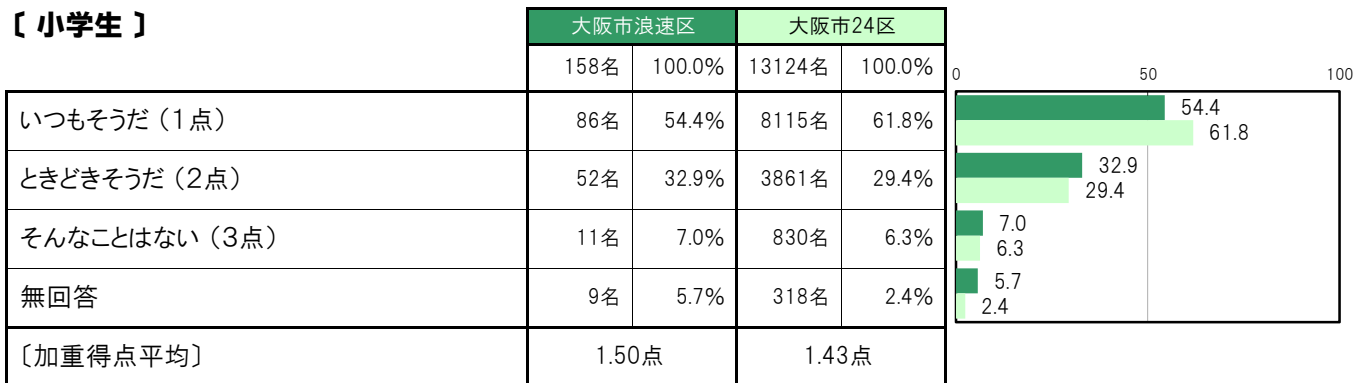 〔 小学生 〕
大阪市浪速区 大阪市24区
158名 100.0% 13124名 100.0%
0 50 100
いつもそうだ（１点） 86名 54.4% 8115名 61.8%
54.4
61.8
ときどきそうだ（２点） 52名 32.9% 3861名 29.4%
32.9
29.4
そんなことはない（３点） 11名 7.0% 830名 6.3%
7.0
6.3
無回答 9名 5.7% 318名 2.4%
5.7
2.4
〔加重得点平均〕 1.50点 1.43点